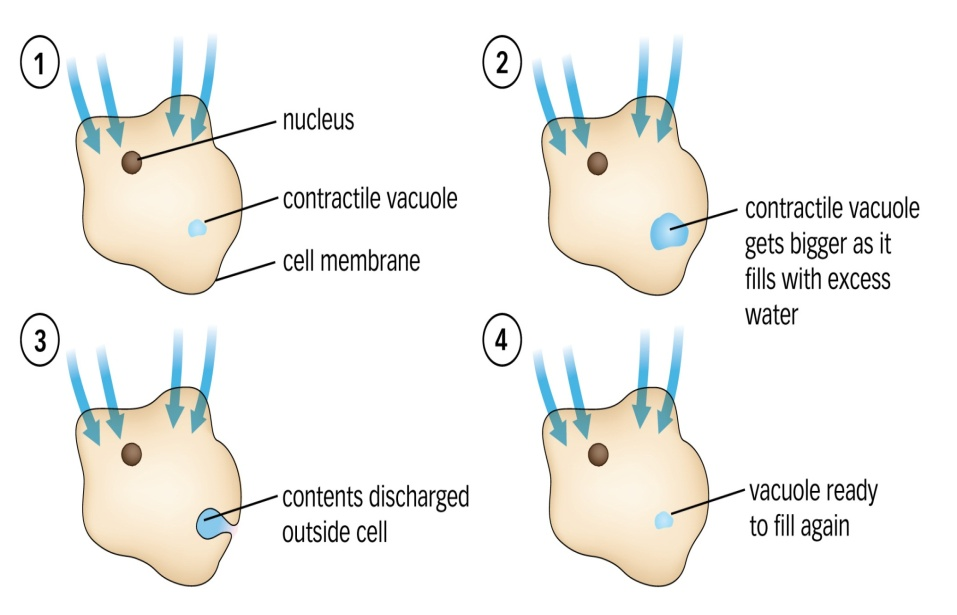 1
nucleus
contractile vacuole
cell membrane
2
contractile vacuole
gets bigger as it
fills with excess
water
3
contents discharged
outside cell
4
vacuole ready
to fill again